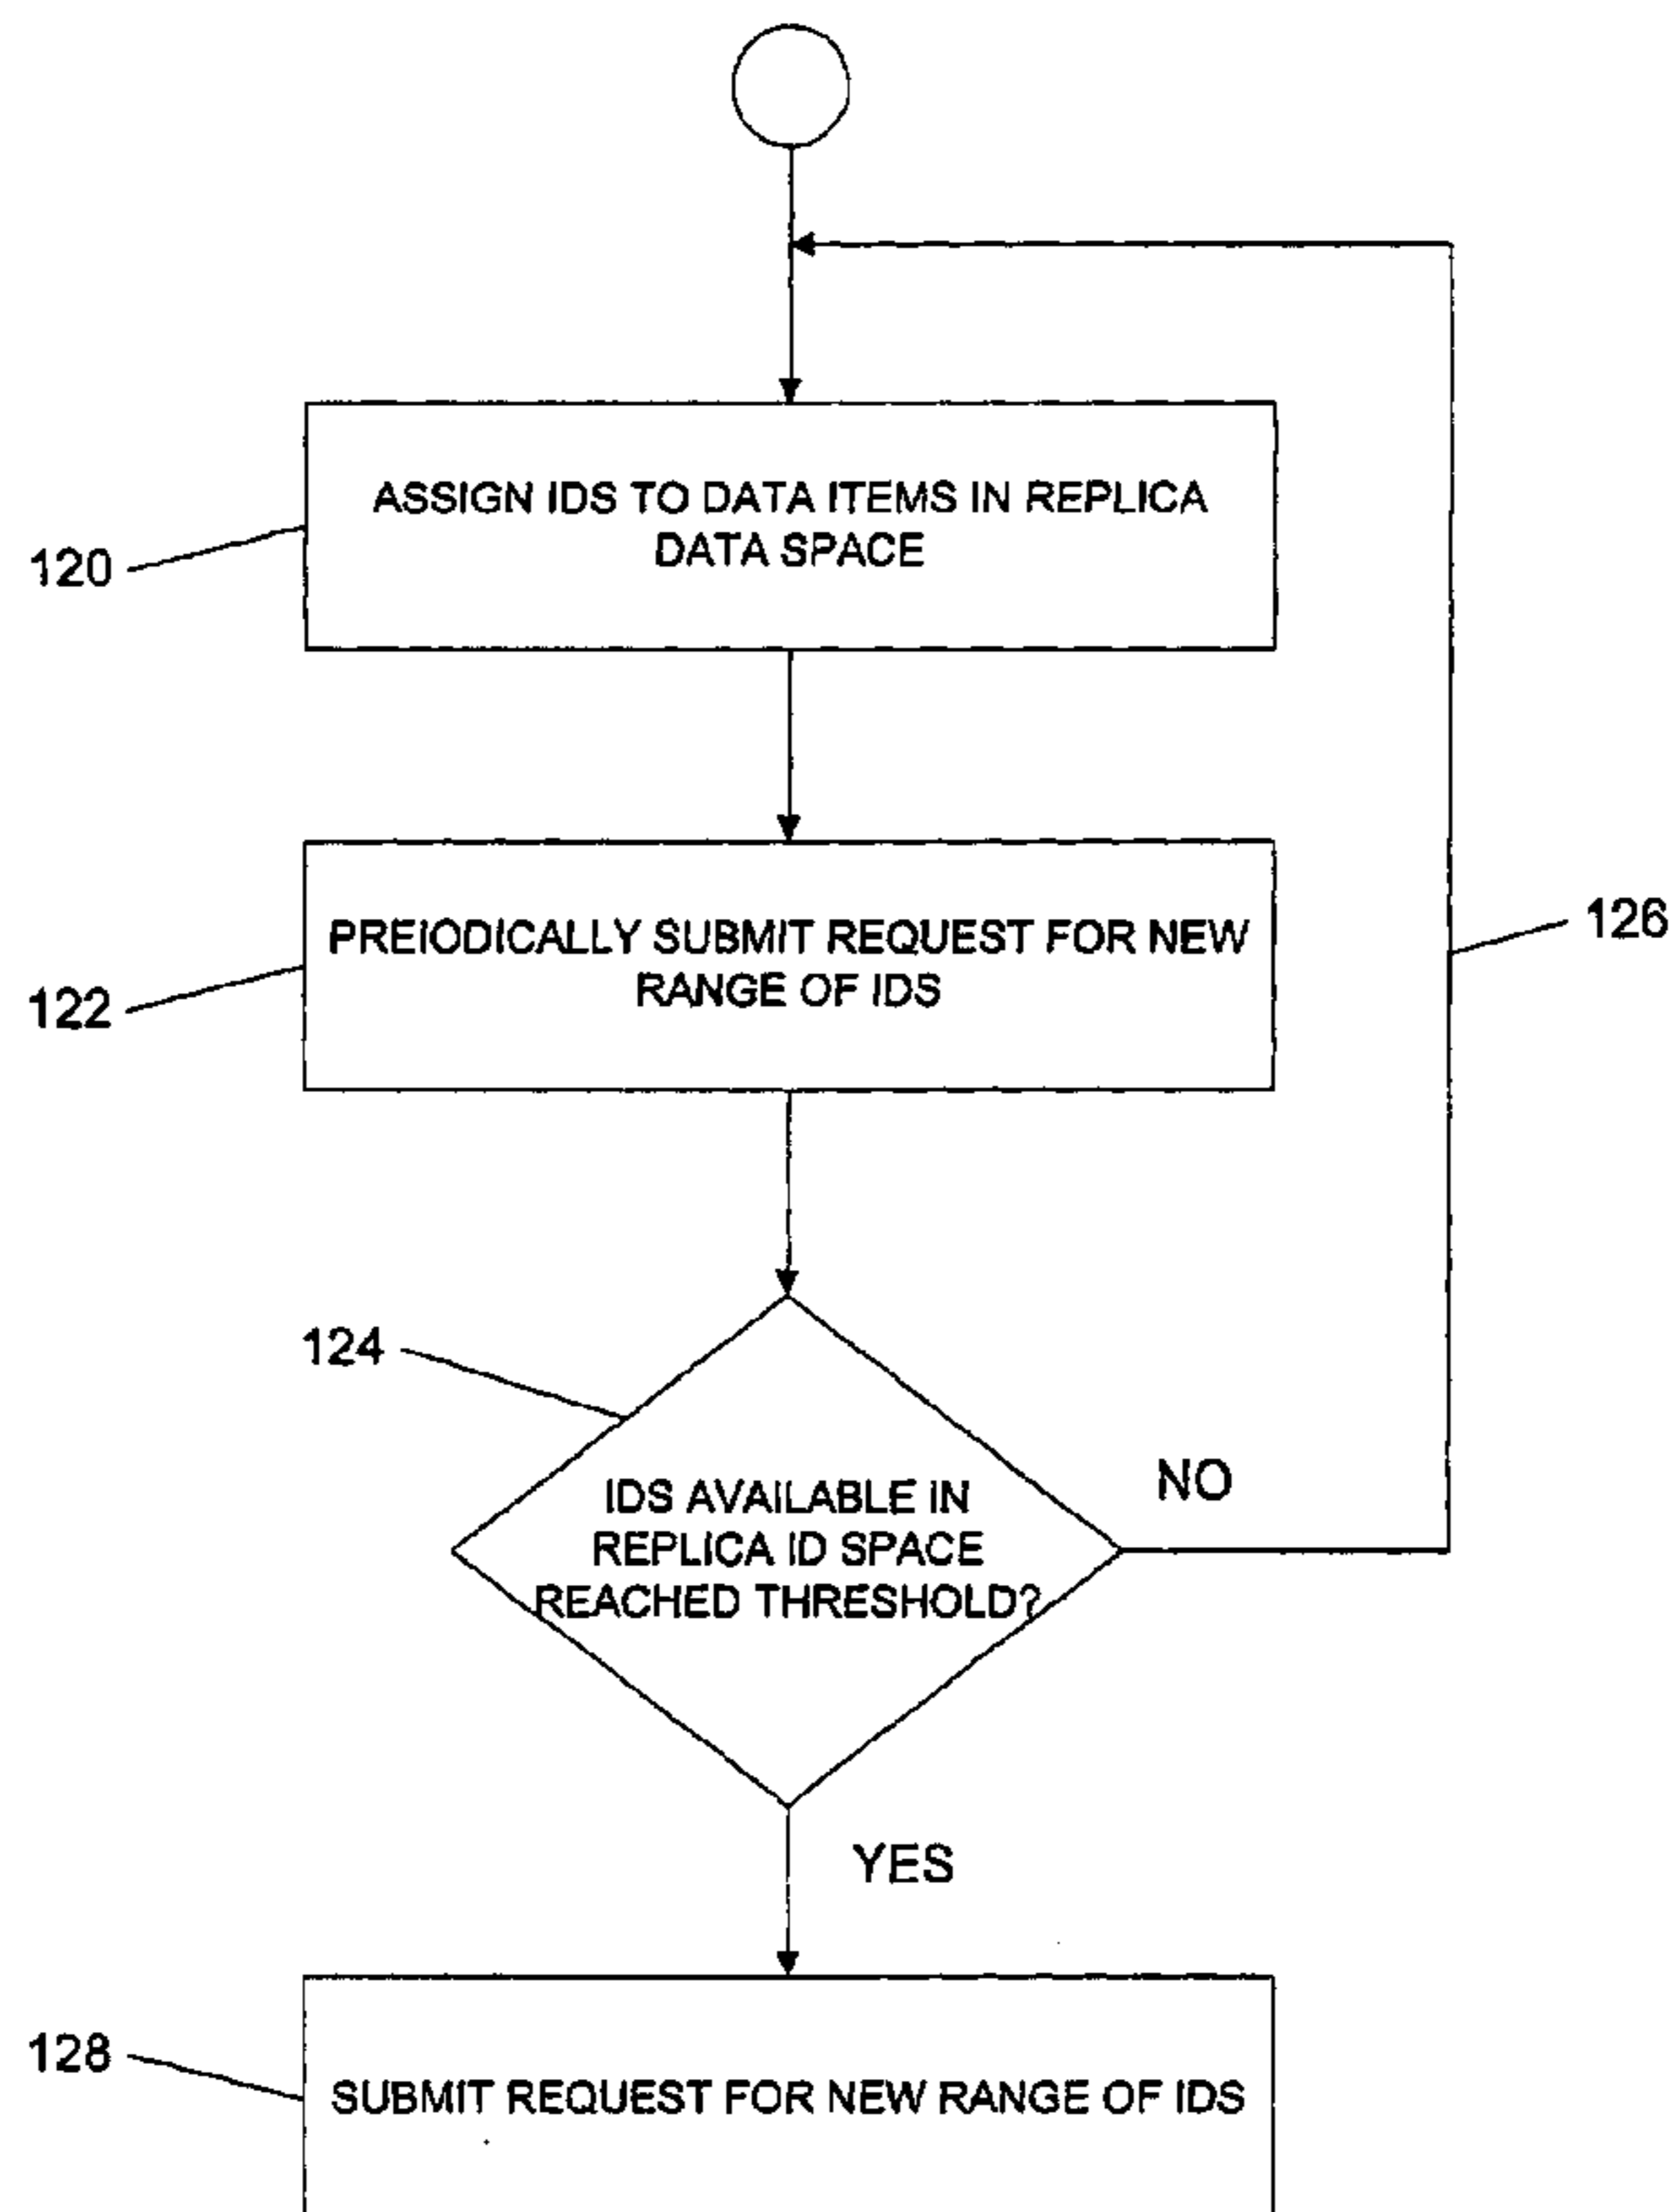 ASSIGN IDS TO DATA ITEMS IN REPLICA
DATA SPACE
120
PREIODICALLY SUBMIT REQUEST FOR NEW
RANGE OF IDS
126
122
124
NO
IDS AVAILABLE IN
REPLICA ID SPACE
REACHED THRESHOLD?
YES
128
SUBMIT REQUEST FOR NEW RANGE OF IDS